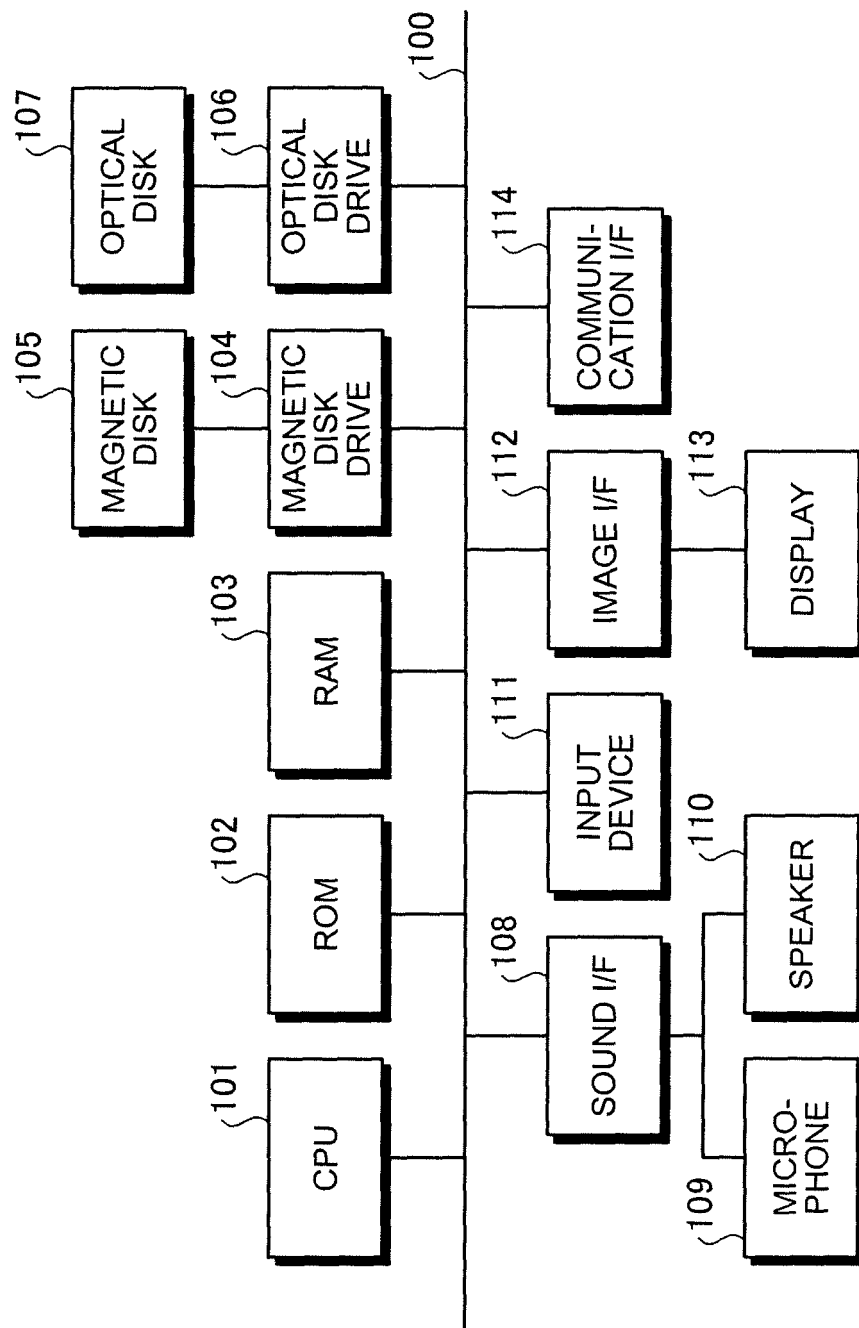 107
OPTICAL
DISK
106
OPTICAL
DISK
DRIVE
105
MAGNETIC
DISK
104
MAGNETIC
DISK
DRIVE
103
RAM
102
ROM
101
CPU
100
108
SOUND I/F
109
MICRO-
PHONE
110
SPEAKER
111
INPUT
DEVICE
112
IMAGE I/F
113
DISPLAY
114
COMMUNI-
CATION I/F